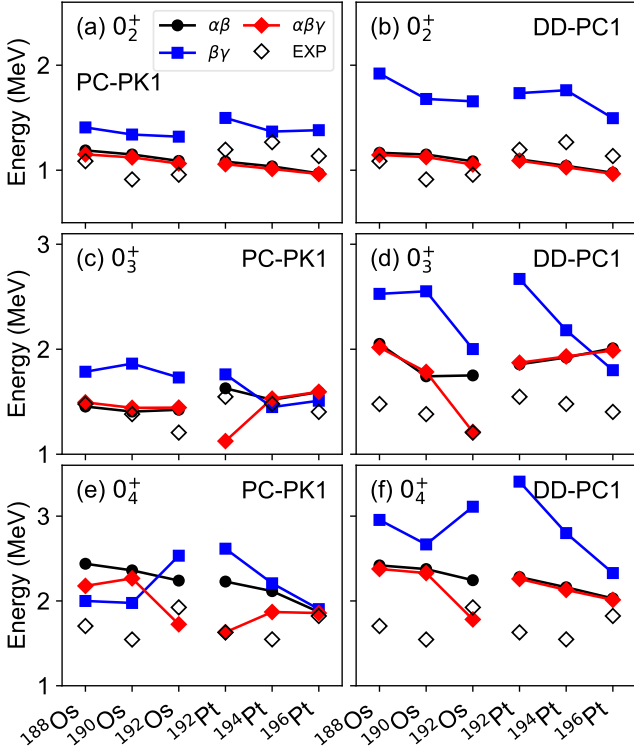 (a) 0₂⁺
αβ
αβγ
βγ
EXP
PC-PK1
(b) 0₂⁺ DD-PC1
Energy (MeV)
2
1
(c) 0₃⁺ PC-PK1
(d) 0₃⁺ DD-PC1
Energy (MeV)
3
2
1
(e) 0₄⁺ PC-PK1
(f) 0₄⁺ DD-PC1
Energy (MeV)
3
2
1
¹⁸⁸Os ¹⁹⁰Os ¹⁹²Os ¹⁹²Pt ¹⁹⁴Pt ¹⁹⁶Pt
¹⁸⁸Os ¹⁹⁰Os ¹⁹²Os ¹⁹²Pt ¹⁹⁴Pt ¹⁹⁶Pt